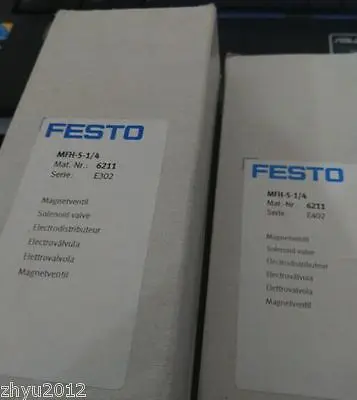 FESTO
MFH-5-1/4
Mat. Nr.: 6211
Serie: E302
Magnetventil
Solenoid valve
Electrodistributeur
Electroválvula
Elettrovalvola
Magnetventil
FESTO
MFH-5-1/4
Mat. Nr 6211
Serie: E402
Magnetventil
Solenoid valve
Electrodistributeur
Electroválvula
Elettrovalvola
Magnetventil
zhyu2012